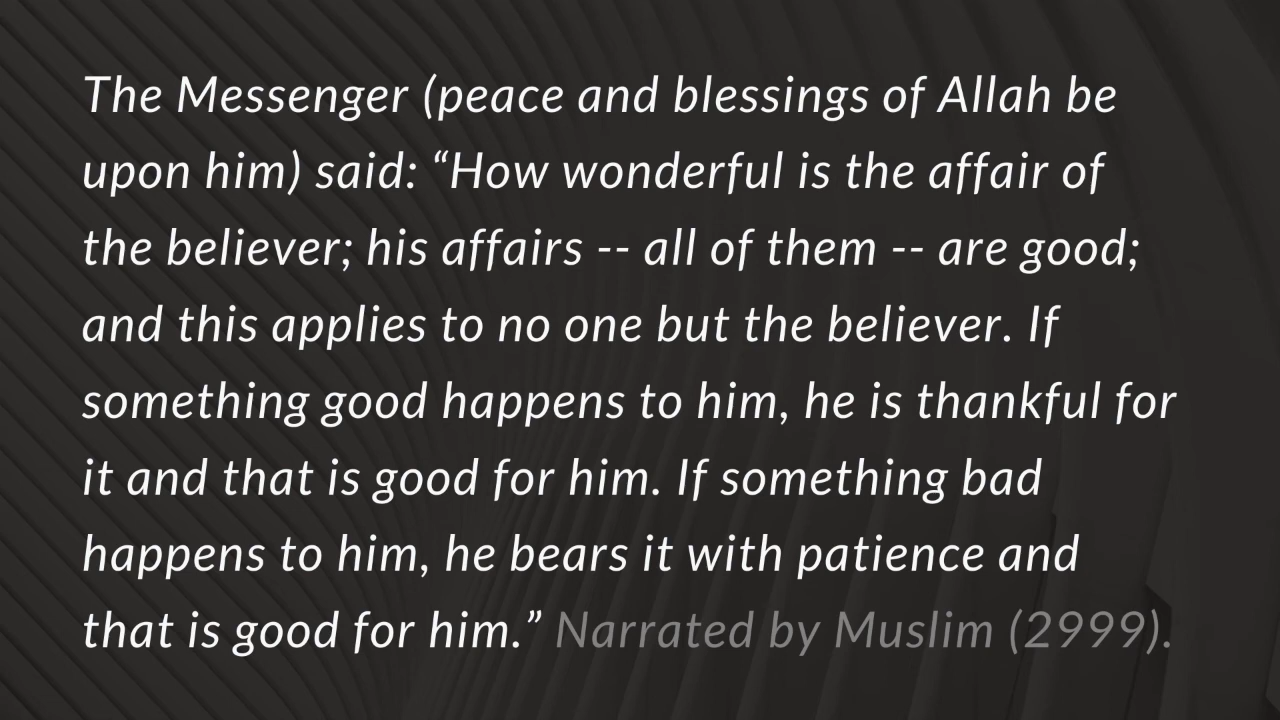 The Messenger (peace and blessings of Allah be
upon him) said: “How wonderful is the affair of
the believer; his affairs -- all of them -- are good;
and this applies to no one but the believer. If
something good happens to him, he is thankful for
it and that is good for him. If something bad
happens to him, he bears it with patience and
that is good for him.” Narrated by Muslim (2999).